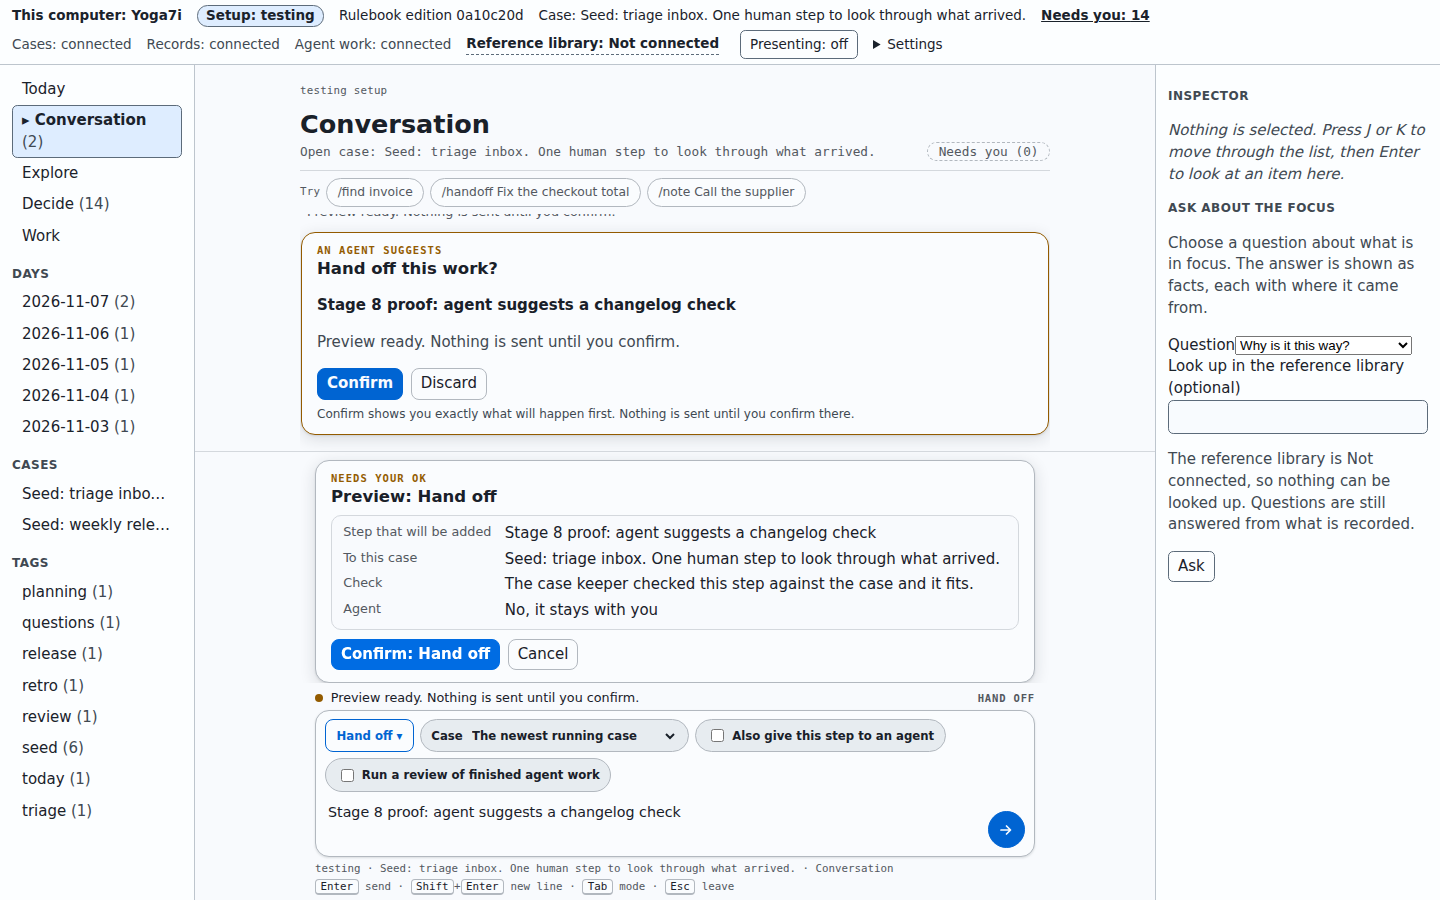 This computer: Yoga7i Setup: testing Rulebook edition 0a10c20d Case: Seed: triage inbox. One human step to look through what arrived. Needs you: 14
Cases: connected Records: connected Agent work: connected Reference library: Not connected Presenting: off ▶ Settings
Today
▸ Conversation
(2)
Explore
Decide (14)
Work
DAYS
2026-11-07 (2)
2026-11-06 (1)
2026-11-05 (1)
2026-11-04 (1)
2026-11-03 (1)
CASES
Seed: triage inbo…
Seed: weekly rele…
TAGS
planning (1)
questions (1)
release (1)
retro (1)
review (1)
seed (6)
today (1)
triage (1)
testing setup
Conversation
Open case: Seed: triage inbox. One human step to look through what arrived. Needs you (0)
Try /find invoice /handoff Fix the checkout total /note Call the supplier
Preview ready. Nothing is sent until you confirm.
AN AGENT SUGGESTS
Hand off this work?
Stage 8 proof: agent suggests a changelog check
Preview ready. Nothing is sent until you confirm.
Confirm Discard
Confirm shows you exactly what will happen first. Nothing is sent until you confirm there.
NEEDS YOUR OK
Preview: Hand off
Step that will be added Stage 8 proof: agent suggests a changelog check
To this case Seed: triage inbox. One human step to look through what arrived.
Check The case keeper checked this step against the case and it fits.
Agent No, it stays with you
Confirm: Hand off Cancel
Preview ready. Nothing is sent until you confirm. HAND OFF
Hand off ▾ Case The newest running case Also give this step to an agent
Run a review of finished agent work
Stage 8 proof: agent suggests a changelog check
→
testing · Seed: triage inbox. One human step to look through what arrived. · Conversation
Enter send · Shift+Enter new line · Tab mode · Esc leave
INSPECTOR
Nothing is selected. Press J or K to
move through the list, then Enter
to look at an item here.
ASK ABOUT THE FOCUS
Choose a question about what is
in focus. The answer is shown as
facts, each with where it came
from.
Question Why is it this way?
Look up in the reference library
(optional)
The reference library is Not
connected, so nothing can be
looked up. Questions are still
answered from what is recorded.
Ask